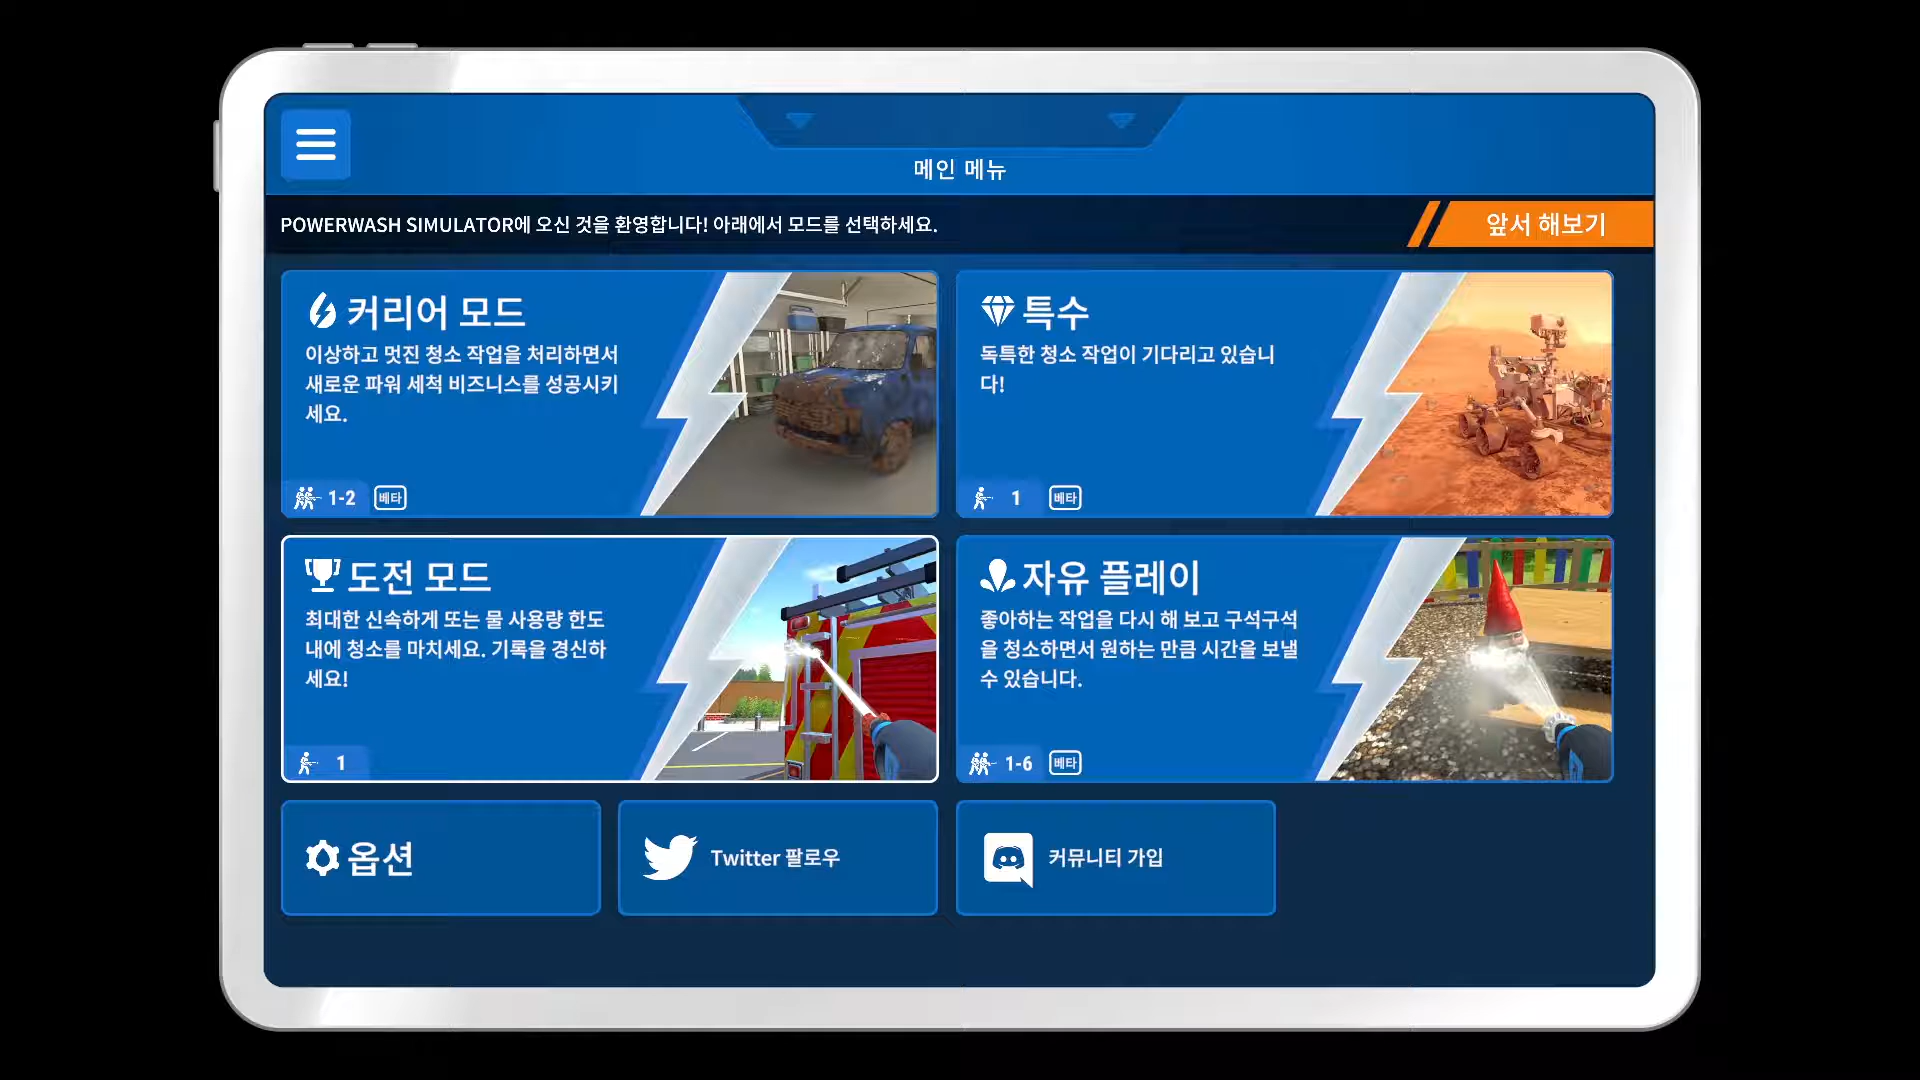 메인 메뉴
POWERWASH SIMULATOR에 오신 것을 환영합니다! 아래에서 모드를 선택하세요.
앞서 해보기
커리어 모드
이상하고 멋진 청소 작업을 처리하면서
새로운 파워 세척 비즈니스를 성공시키
세요.
1-2 베타
특수
독특한 청소 작업이 기다리고 있습니
다!
1 베타
도전 모드
최대한 신속하게 또는 물 사용량 한도
내에 청소를 마치세요. 기록을 경신하
세요!
1
자유 플레이
좋아하는 작업을 다시 해 보고 구석구석
을 청소하면서 원하는 만큼 시간을 보낼
수 있습니다.
1-6 베타
옵션
Twitter 팔로우
커뮤니티 가입